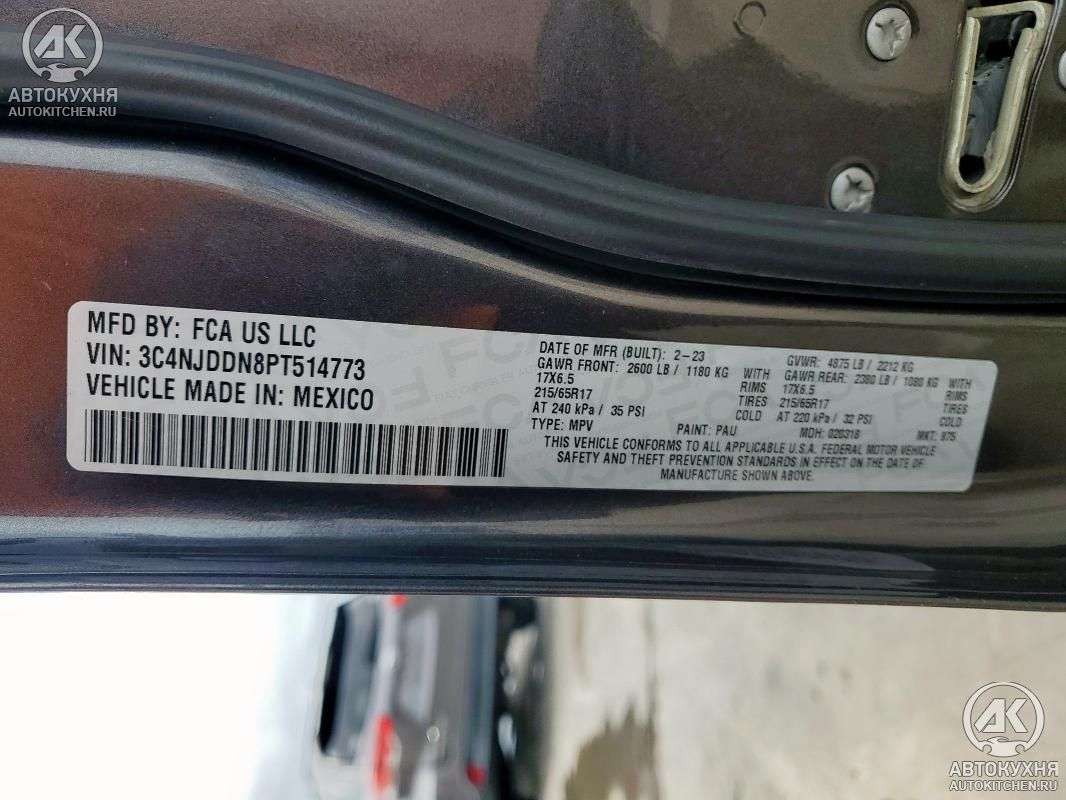 AK
АВТОКУХНЯ
AUTOKITCHEN.RU
MFD BY: FCA US LLC
VIN: 3C4NJDDN8PT514773
VEHICLE MADE IN: MEXICO
DATE OF MFR (BUILT): 2-23 GVWR: 4875 LB / 2212 KG
GAWR FRONT: 2600 LB / 1180 KG WITH GAWR REAR: 2380 LB / 1080 KG WITH
17X6.5 RIMS 17X6.5 RIMS
215/65R17 TIRES 215/65R17 TIRES
AT 240 kPa / 35 PSI COLD AT 220 kPa / 32 PSI COLD
TYPE: MPV PAINT: PAU MDH: 020318 MKT: 875
THIS VEHICLE CONFORMS TO ALL APPLICABLE U.S.A. FEDERAL MOTOR VEHICLE
SAFETY AND THEFT PREVENTION STANDARDS IN EFFECT ON THE DATE OF
MANUFACTURE SHOWN ABOVE.
AK
АВТОКУХНЯ
AUTOKITCHEN.RU